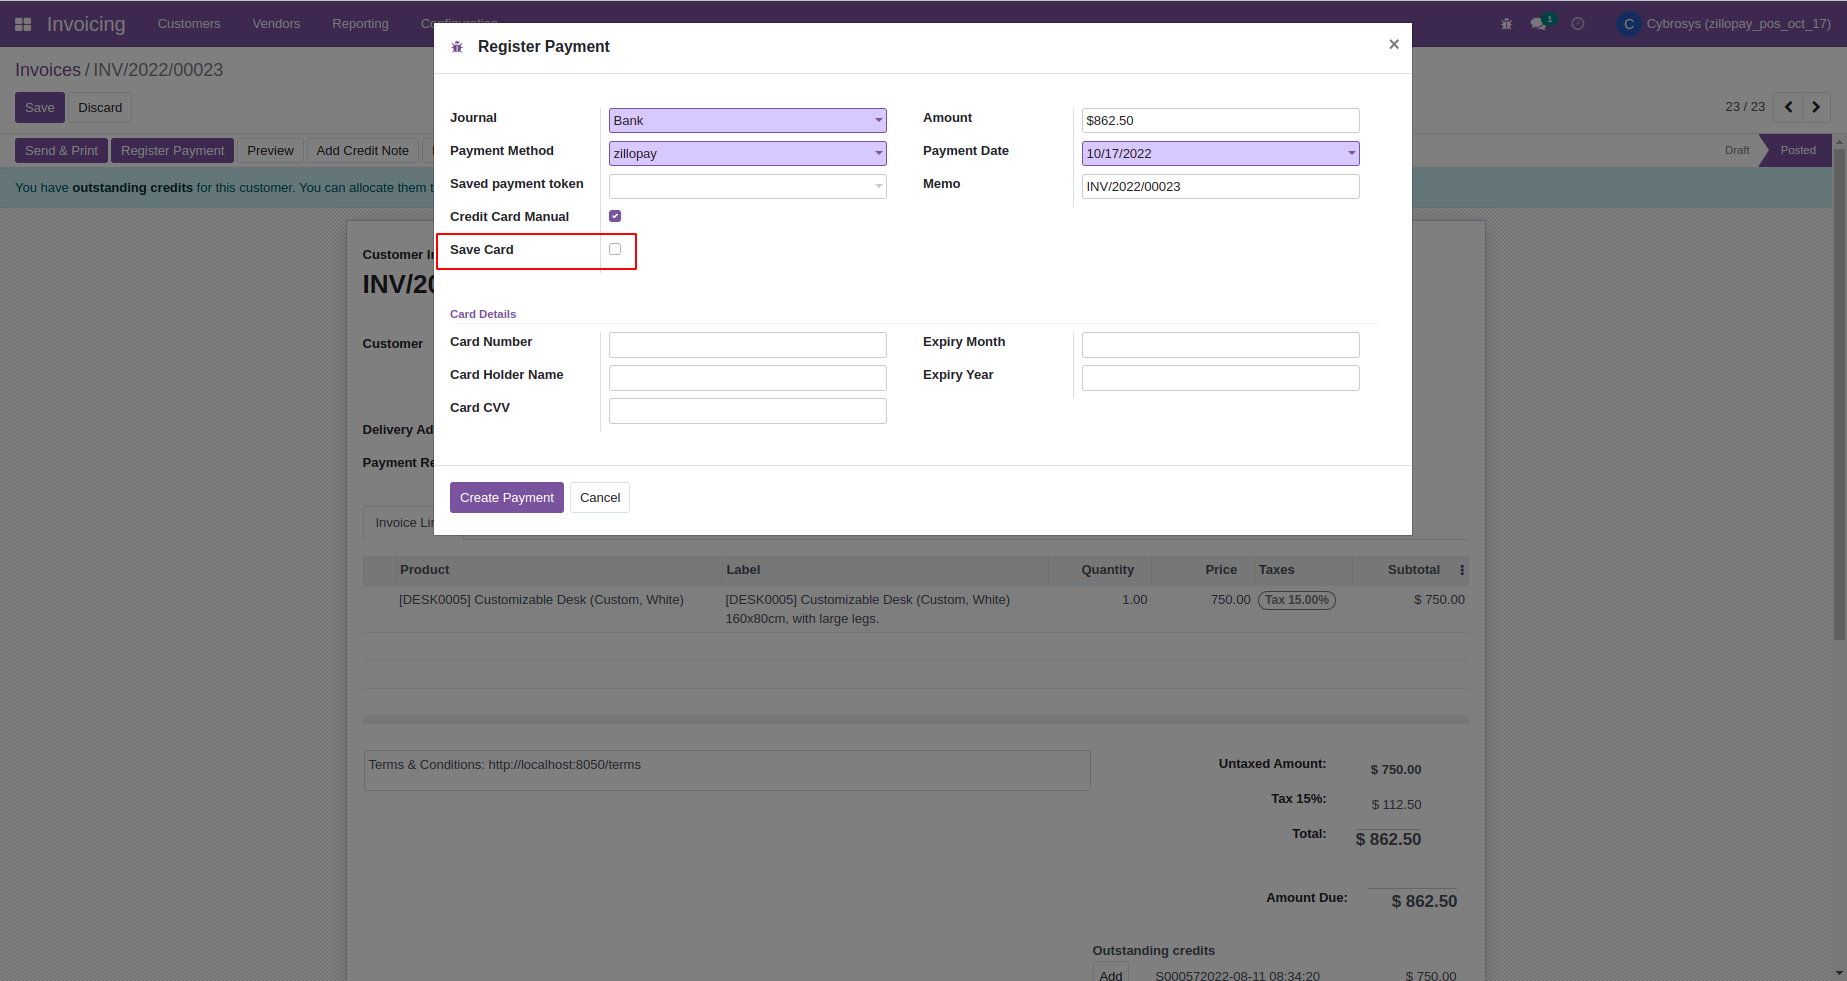 Invoicing Customers Vendors Reporting 1 C Cybrosys (zillopay_pos_oct_17)
Register Payment ×
Invoices / INV/2022/00023
Save Discard 23 / 23
Send & Print Register Payment Preview Add Credit Note Draft Posted
You have outstanding credits for this customer. You can allocate them
Journal Bank Amount $862.50
Payment Method zillopay Payment Date 10/17/2022
Saved payment token Memo INV/2022/00023
Credit Card Manual
Save Card
Card Details
Card Number Expiry Month
Card Holder Name Expiry Year
Card CVV
Create Payment Cancel
Customer
INV/20
Customer
Delivery
Payment
Invoice
Product Label Quantity Price Taxes Subtotal
[DESK0005] Customizable Desk (Custom, White) [DESK0005] Customizable Desk (Custom, White) 1.00 750.00 Tax 15.00% $ 750.00
160x80cm, with large legs.
Terms & Conditions: http://localhost:8050/terms
Untaxed Amount: $ 750.00
Tax 15%: $ 112.50
Total: $ 862.50
Amount Due: $ 862.50
Outstanding credits
Add S000572022-08-11 08:34:20 $ 750.00